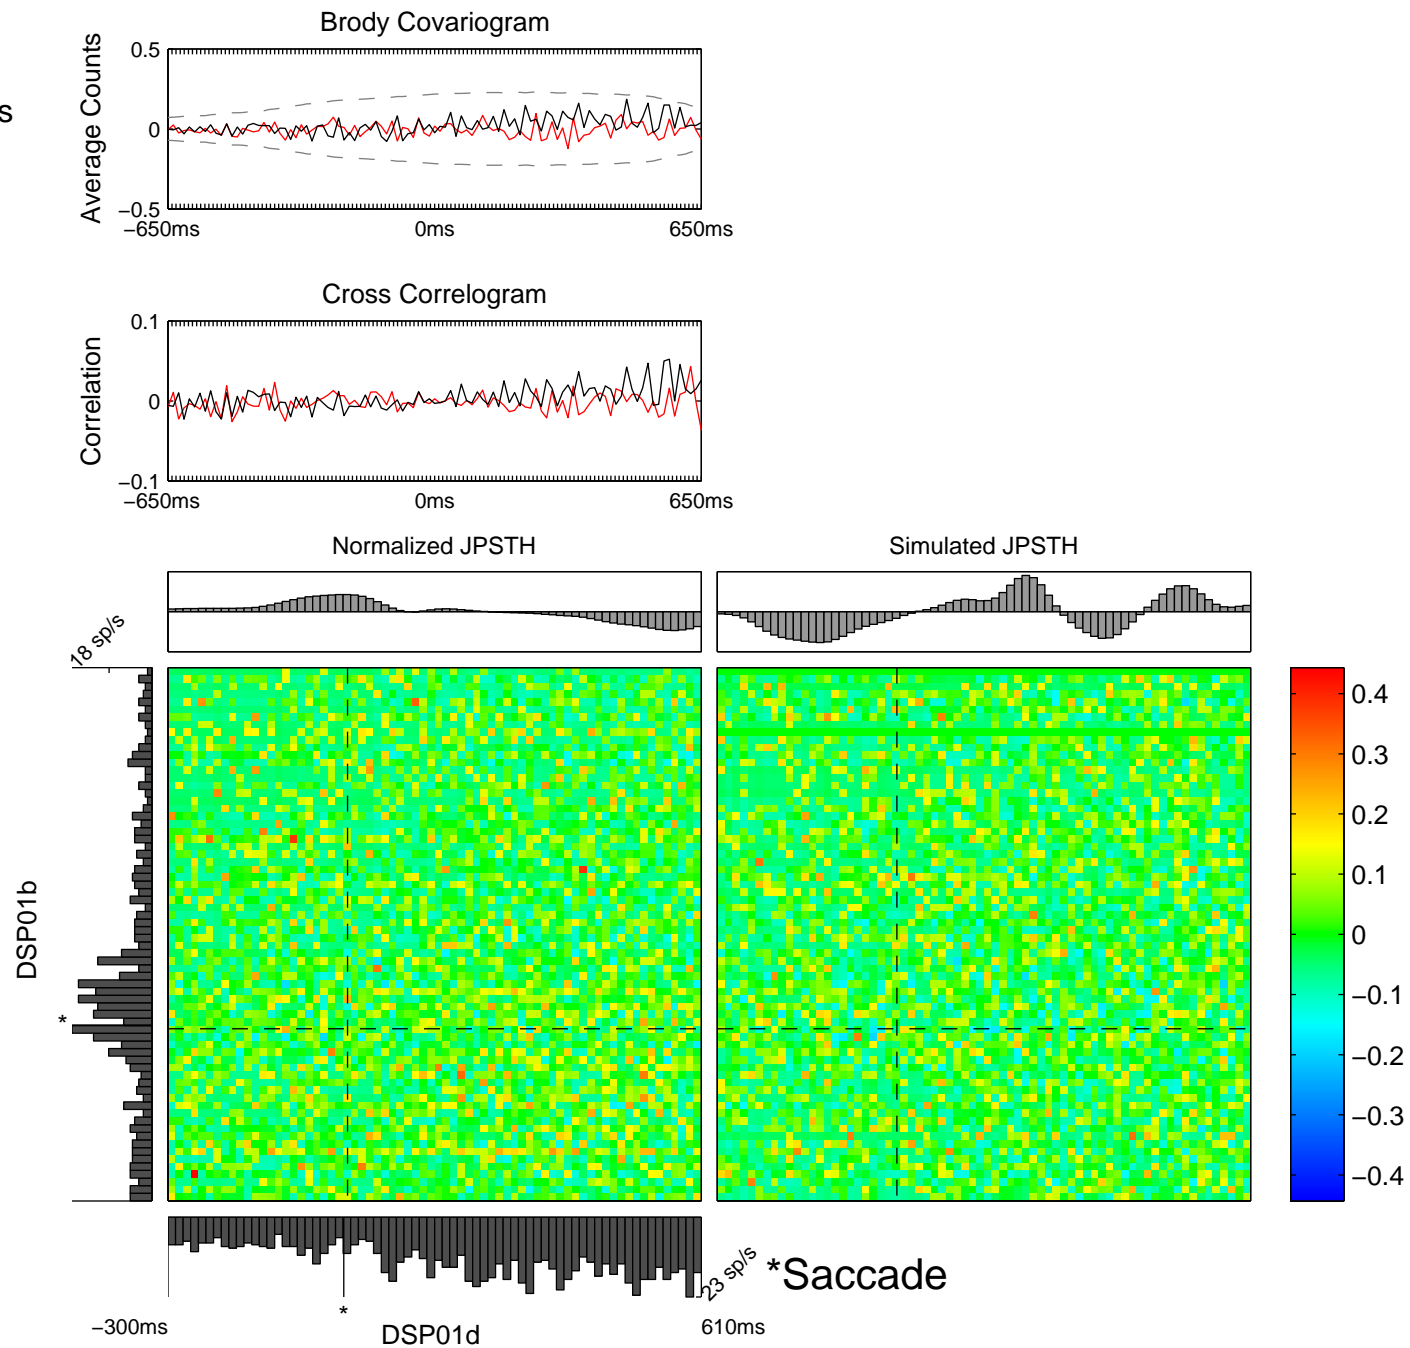 Brody Covariogram
s
Average Counts
0.5
0
−0.5
−650ms
0ms
650ms
Cross Correlogram
Correlation
0.1
0
−0.1
−650ms
0ms
650ms
Normalized JPSTH
Simulated JPSTH
18 sp/s
DSP01b
*
0.4
0.3
0.2
0.1
0
−0.1
−0.2
−0.3
−0.4
23 sp/s
*Saccade
*
−300ms
DSP01d
610ms